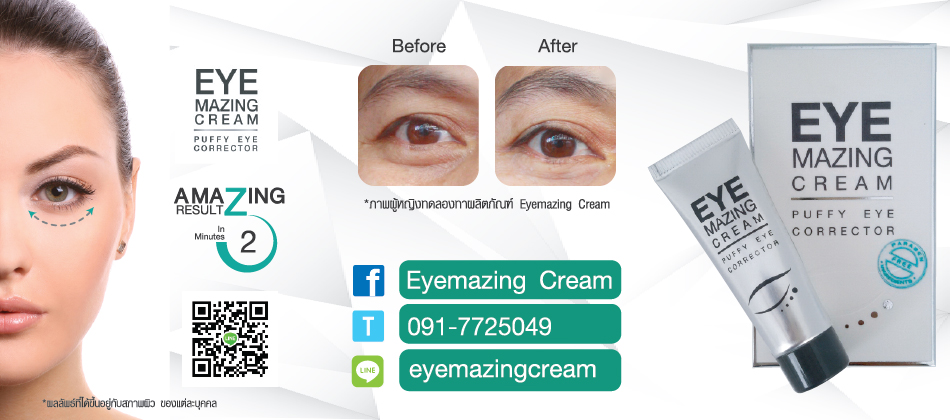 EYE
MAZING
CREAM
PUFFY EYE
CORRECTOR
AMAZING
RESULT
In
Minutes
2
LINE
*ผลลัพธ์ที่ได้ขึ้นอยู่กับสภาพผิว ของแต่ละบุคคล
Before
After
*ภาพผู้หญิงทดลองทาผลิตภัณฑ์ Eyemazing Cream
f
Eyemazing Cream
T
091-7725049
LINE
eyemazingcream
EYE
MAZING
CREAM
PUFFY EYE
CORRECTOR
EYE
MAZING
CREAM
PUFFY EYE
CORRECTOR
FREE